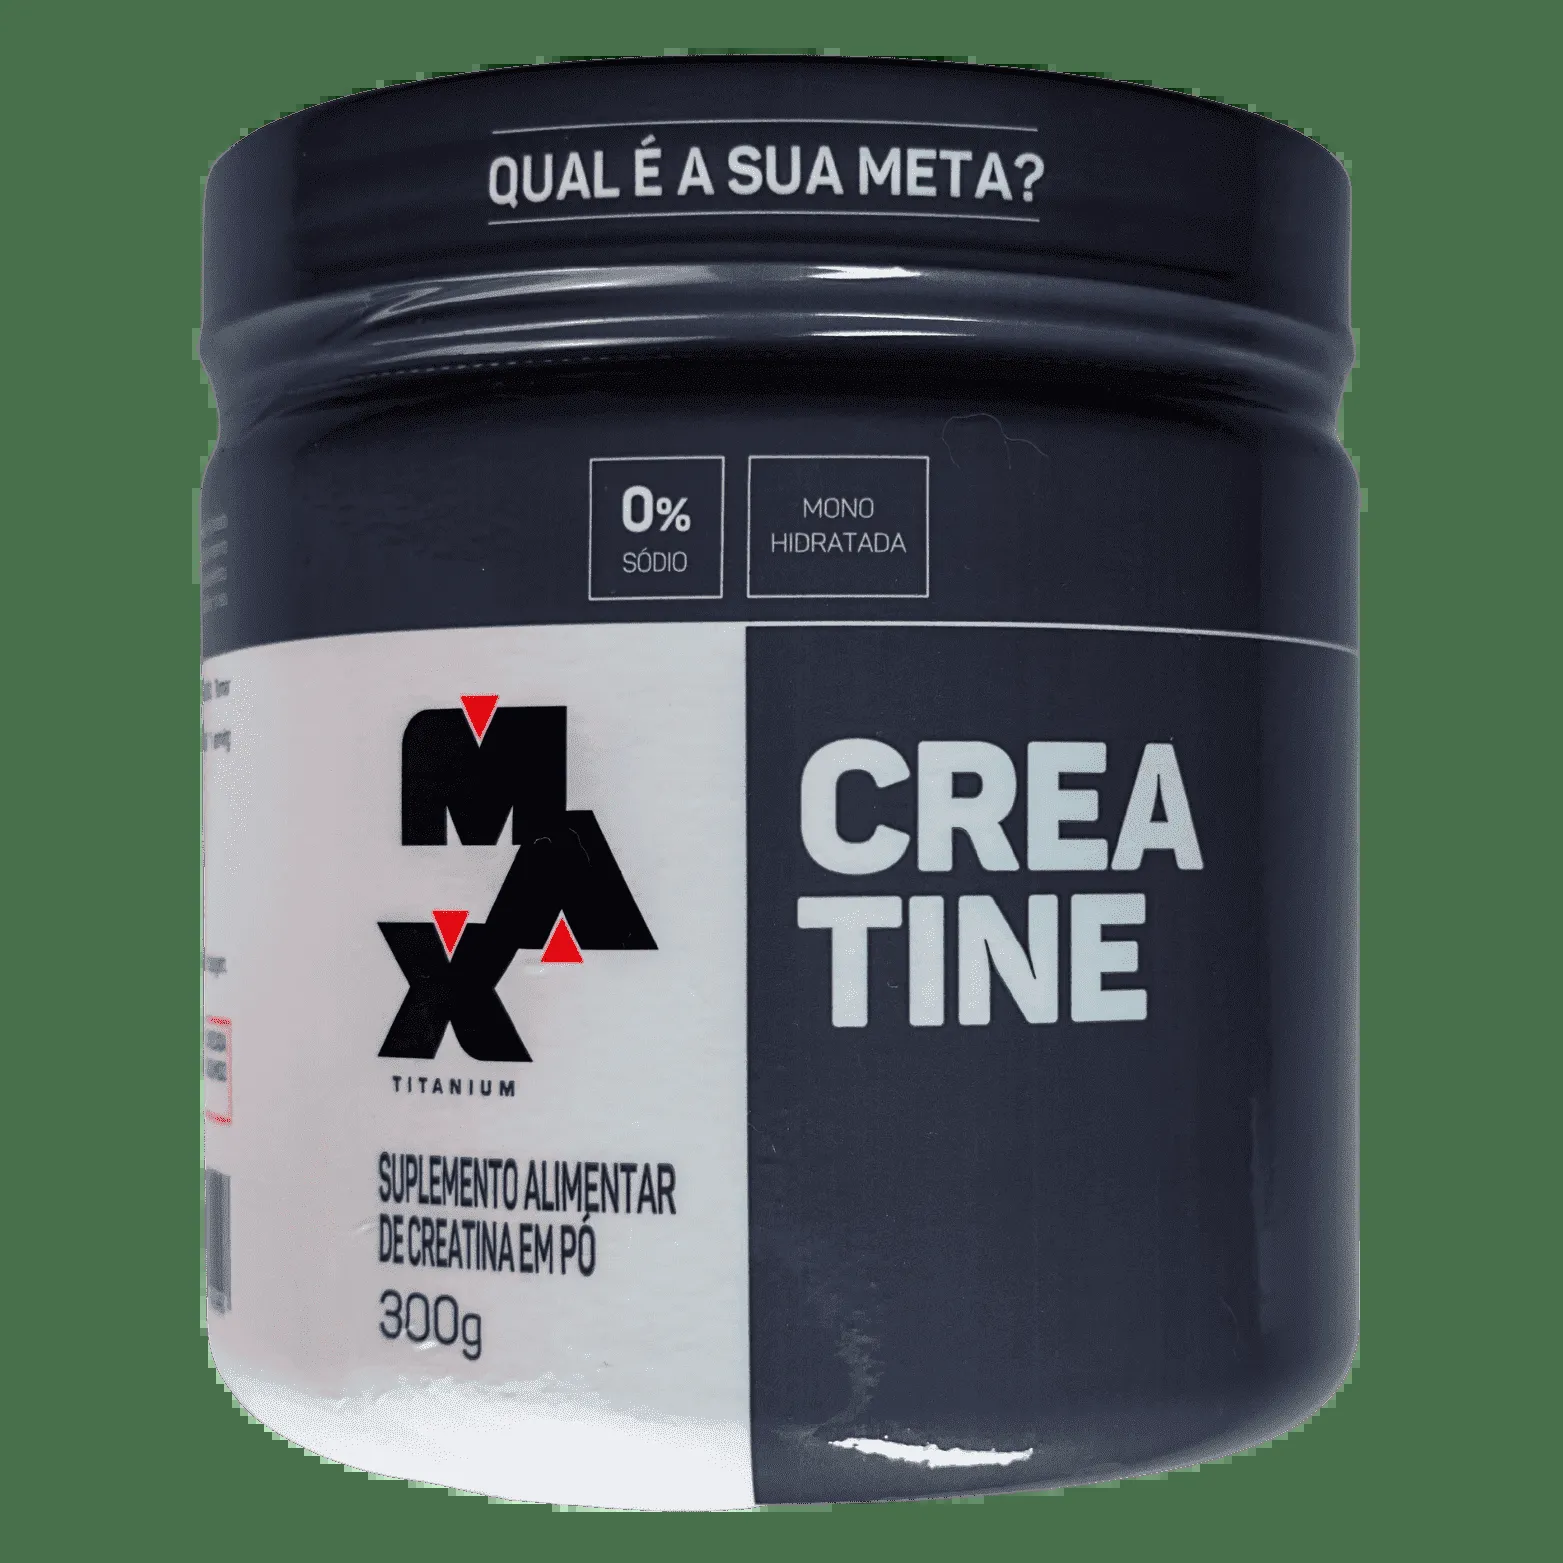 QUAL É A SUA META?
0%
SÓDIO
MONO
HIDRATADA
MAX
TITANIUM
CREA
TINE
SUPLEMENTO ALIMENTAR
DE CREATINA EM PÓ
300g